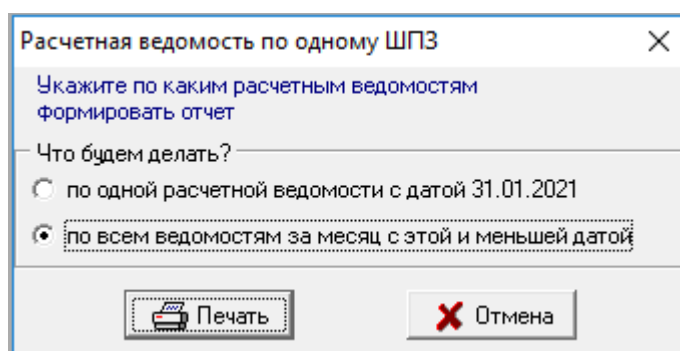 Расчетная ведомость по одному ШПЗ
Укажите по каким расчетным ведомостям
формировать отчет
Что будем делать?
по одной расчетной ведомости с датой 31.01.2021
по всем ведомостям за месяц с этой и меньшей датой
Печать
Отмена